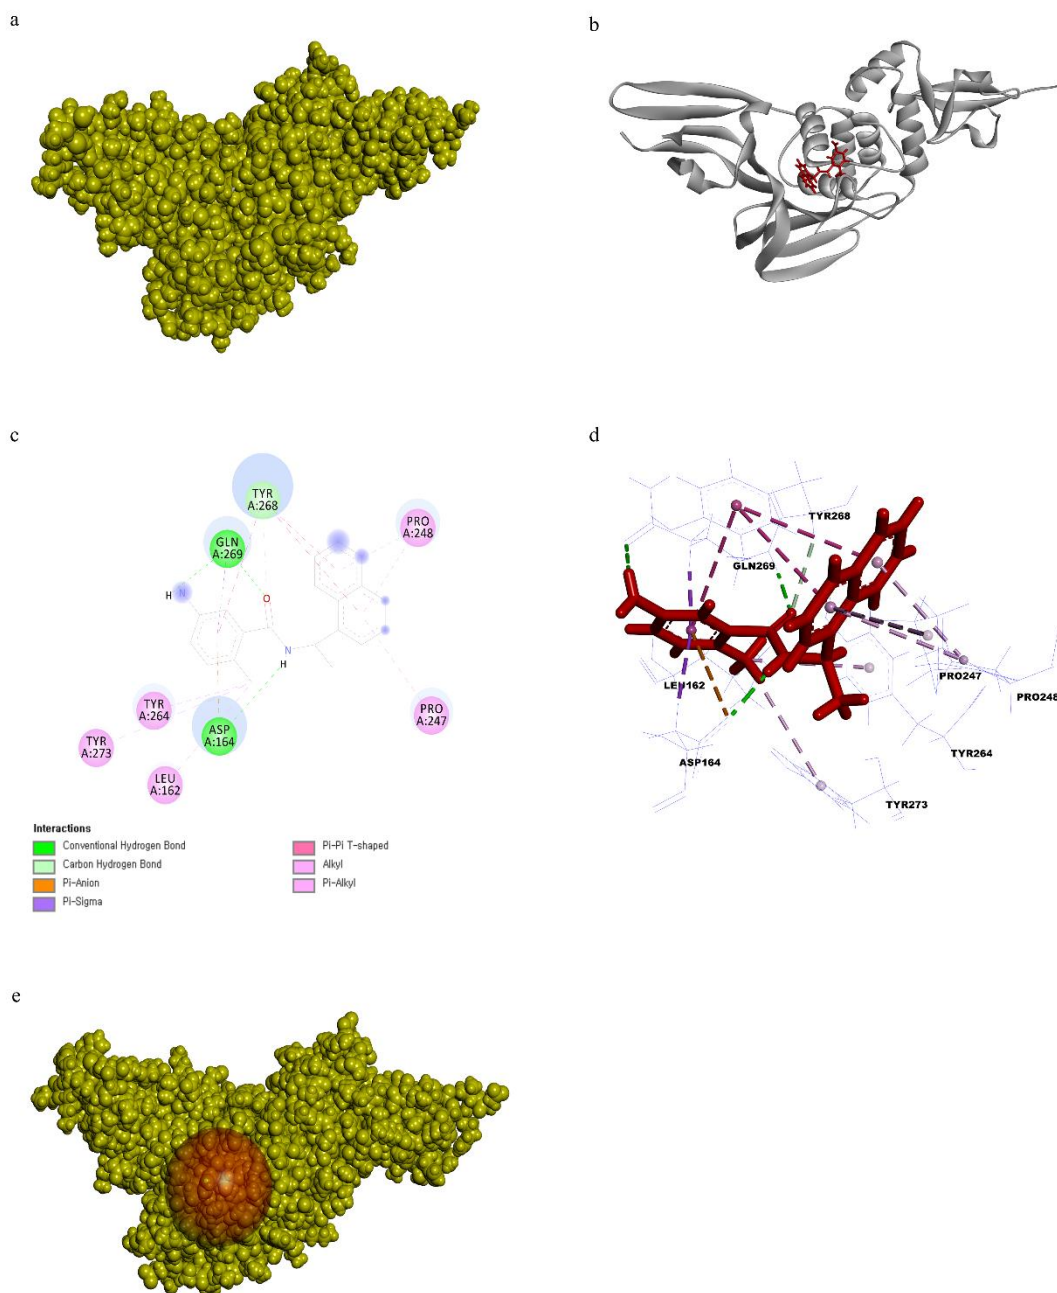 a
b
c
TYR
A:268
PRO
A:248
GLN
A:269
H
N
O
N
H
TYR
A:264
ASP
A:164
PRO
A:247
TYR
A:273
LEU
A:162
Interactions
Conventional Hydrogen Bond
Carbon Hydrogen Bond
Pi-Anion
Pi-Sigma
Pi-Pi T-shaped
Alkyl
Pi-Alkyl
d
TYR268
GLN269
LEU162
PRO247
PRO248
TYR264
ASP164
TYR273
e